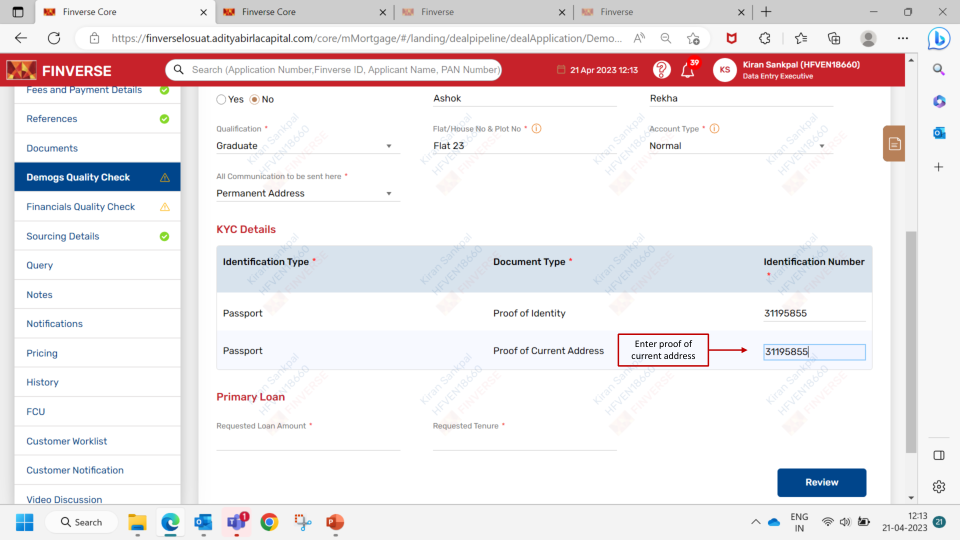 Finverse Core
Finverse Core
Finverse
Finverse
https://finverselosuat.adityabirlacapital.com/core/mMortgage/#/landing/dealpipeline/dealApplication/Demo...
FINVERSE
Search (Application Number,Finverse ID, Applicant Name, PAN Number)
21 Apr 2023 12:13
39
KS
Kiran Sankpal (HFVEN18660)
Data Entry Executive
Fees and Payment Details
References
Documents
Demogs Quality Check
Financials Quality Check
Sourcing Details
Query
Notes
Notifications
Pricing
History
FCU
Customer Worklist
Customer Notification
Video Discussion
Yes No
Ashok
Rekha
Qualification *
Graduate
Flat/House No & Plot No *
Flat 23
Account Type *
Normal
All Communication to be sent here *
Permanent Address
KYC Details
Identification Type *
Document Type *
Identification Number *
Passport
Proof of Identity
31195855
Passport
Proof of Current Address
Enter proof of
current address
31195855
Primary Loan
Requested Loan Amount *
Requested Tenure *
Review
Kiran Sankpal
HFVEN18660
FINVERSE
Search
1
ENG
IN
12:13
21-04-2023
21